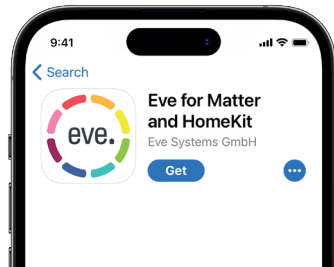 9:41
Search
eve.
Eve for Matter
and HomeKit
Eve Systems GmbH
Get